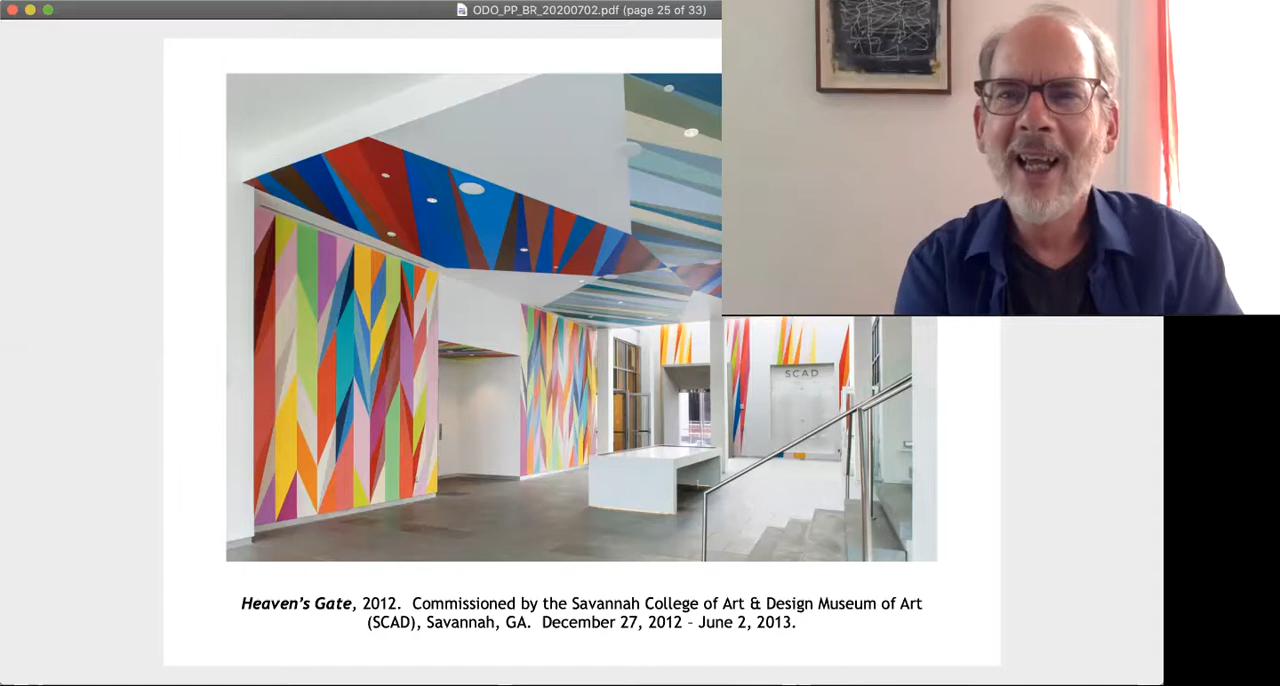 ODO_PP_BR_20200702.pdf (page 25 of 33)
SCAD
Heaven's Gate, 2012. Commissioned by the Savannah College of Art & Design Museum of Art
(SCAD), Savannah, GA. December 27, 2012 – June 2, 2013.